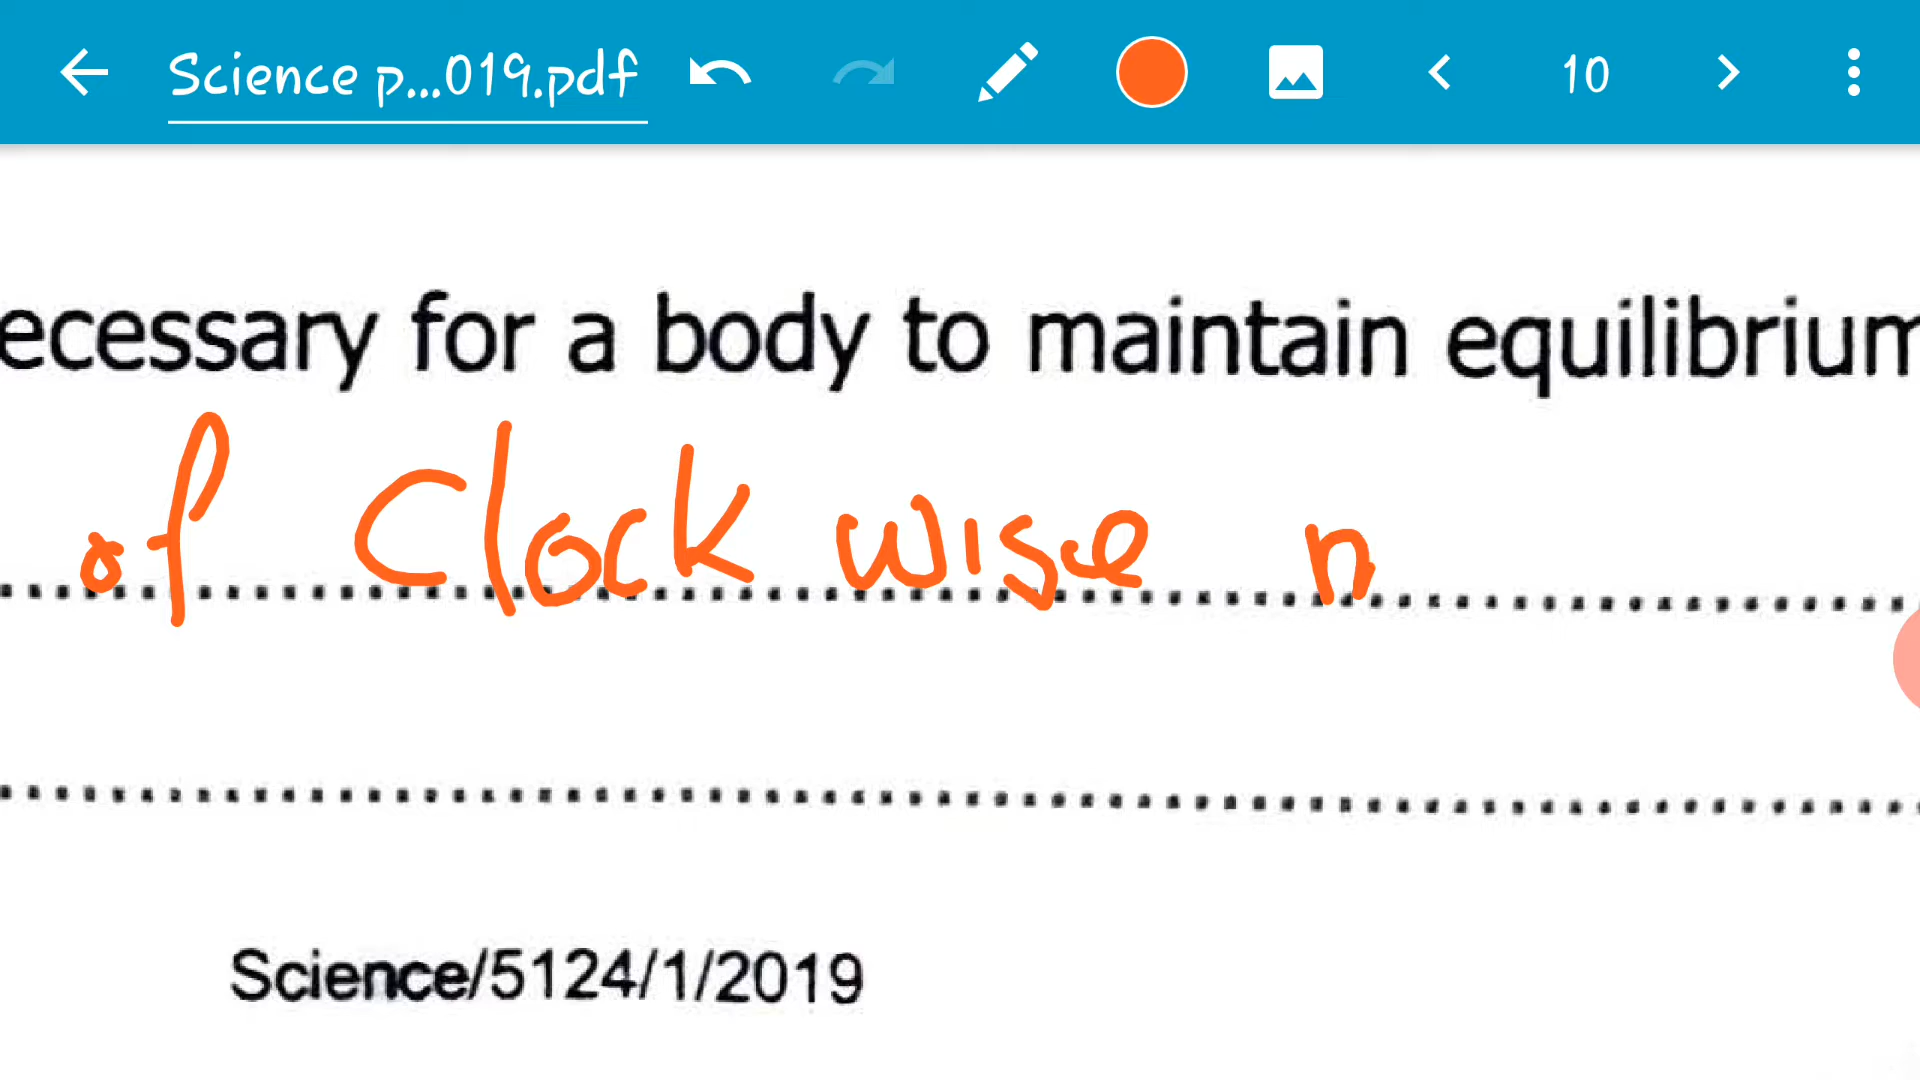 Science p...019.pdf 10
ecessary for a body to maintain equilibrium
of Clock wise n
Science/5124/1/2019